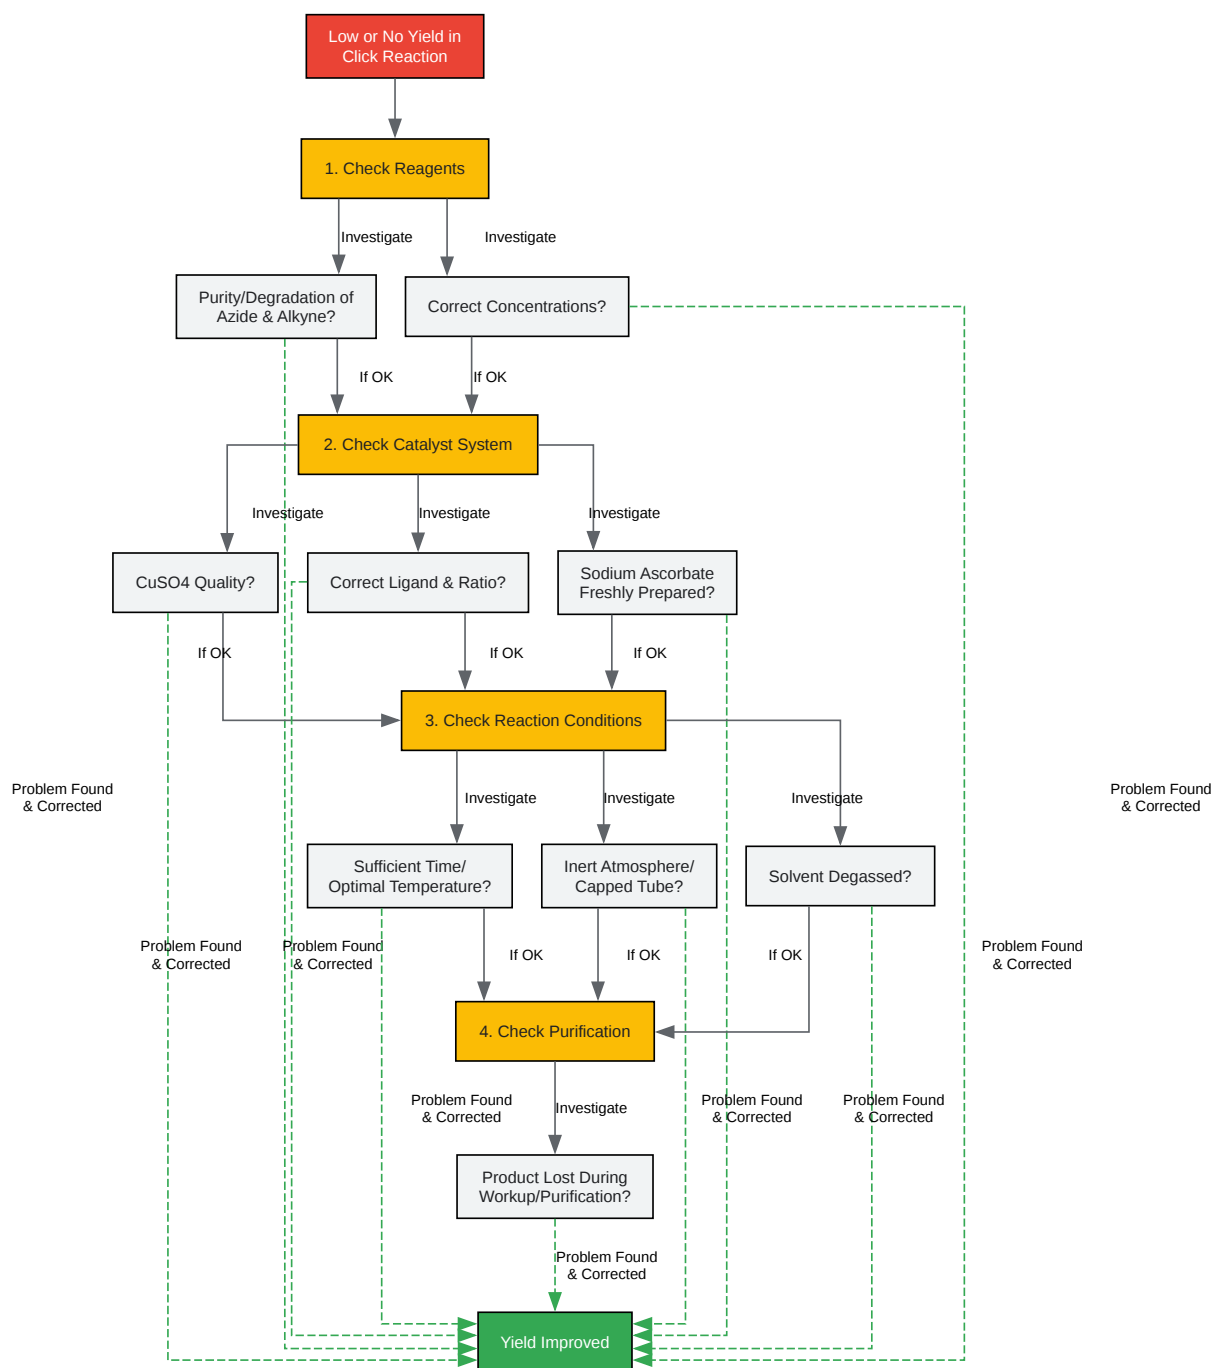 Low or No Yield in
Click Reaction
1. Check Reagents
Investigate
Investigate
Purity/Degradation of
Azide & Alkyne?
Correct Concentrations?
If OK
If OK
2. Check Catalyst System
Investigate
Investigate
Investigate
CuSO4 Quality?
Correct Ligand & Ratio?
Sodium Ascorbate
Freshly Prepared?
If OK
If OK
If OK
3. Check Reaction Conditions
Problem Found
& Corrected
Investigate
Investigate
Investigate
Problem Found
& Corrected
Sufficient Time/
Optimal Temperature?
Inert Atmosphere/
Capped Tube?
Solvent Degassed?
Problem Found
& Corrected
Problem Found
& Corrected
If OK
If OK
If OK
Problem Found
& Corrected
4. Check Purification
Problem Found
& Corrected
Investigate
Problem Found
& Corrected
Problem Found
& Corrected
Product Lost During
Workup/Purification?
Problem Found
& Corrected
Yield Improved